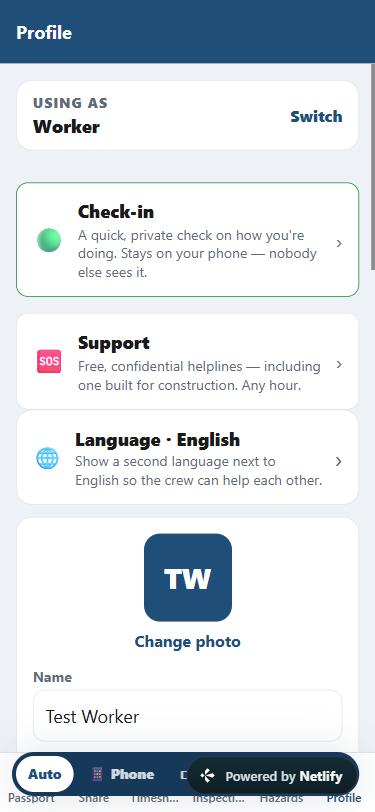 Profile
USING AS
Worker
Switch
Check-in
A quick, private check on how you're
doing. Stays on your phone — nobody
else sees it.
›
SOS
Support
Free, confidential helplines — including
one built for construction. Any hour.
›
Language · English
Show a second language next to
English so the crew can help each other.
›
TW
Change photo
Name
Test Worker
Auto
Phone
Powered by Netlify
Passport
Share
Timesh...
Inspecti...
Hazards
Profile